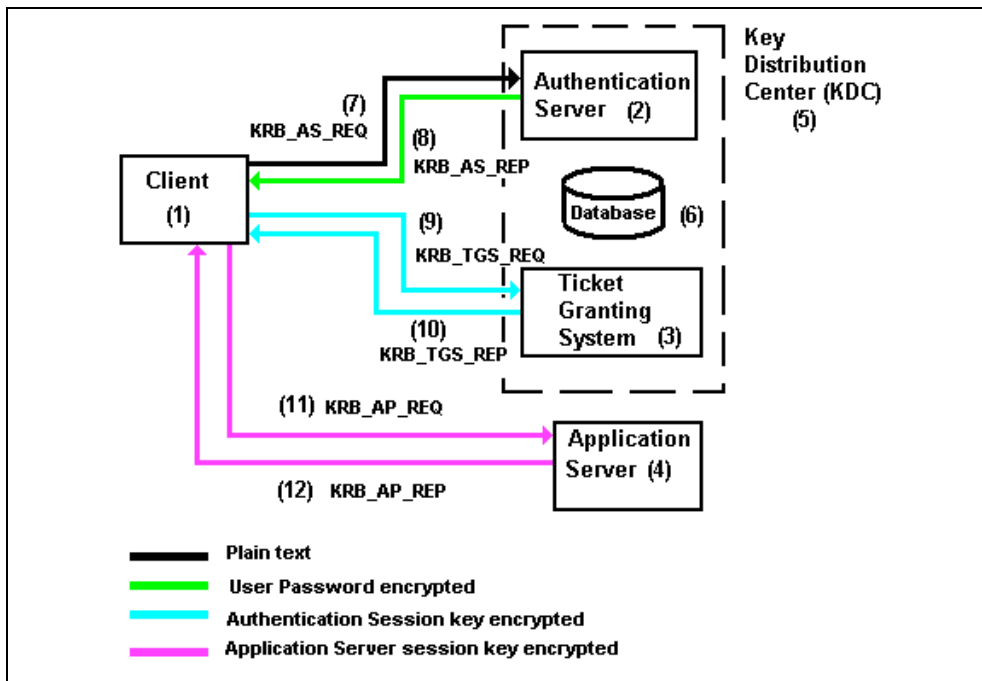 Key
Distribution
Center (KDC)
(5)
Authentication
Server (2)
(7)
KRB_AS_REQ
(8)
KRB_AS_REP
Client
(1)
Database (6)
(9)
KRB_TGS_REQ
Ticket
Granting
System (3)
(10)
KRB_TGS_REP
(11) KRB_AP_REQ
Application
Server (4)
(12) KRB_AP_REP
Plain text
User Password encrypted
Authentication Session key encrypted
Application Server session key encrypted